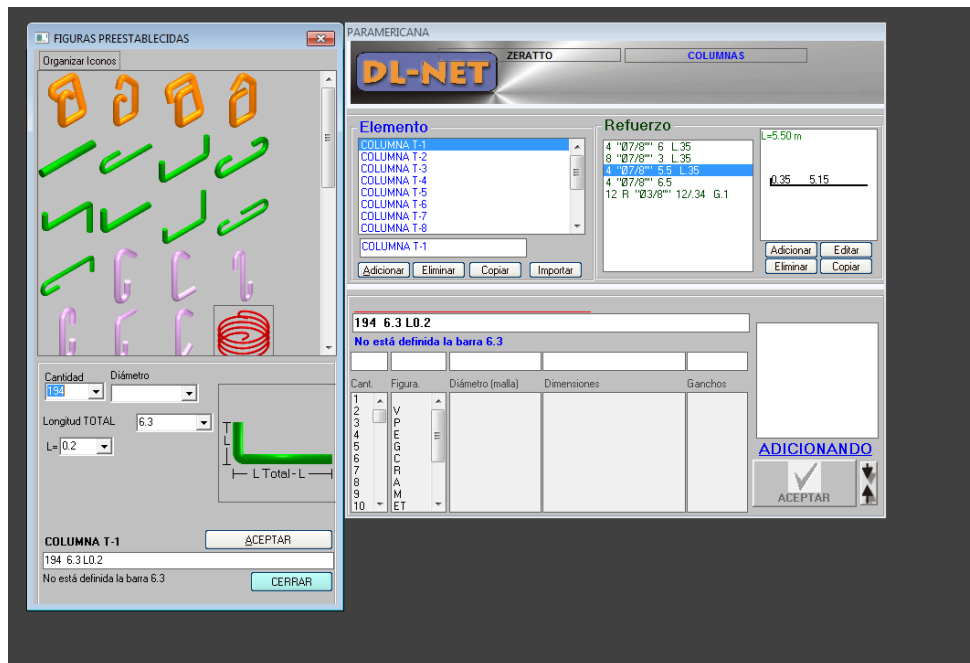 FIGURAS PREESTABLECIDAS
Organizar Iconos
Cantidad
Diámetro
194
Longitud TOTAL
6.3
L=
0.2
L
L Total - L
COLUMNA T-1
ACEPTAR
194 6.3 L0.2
No está definida la barra 6.3
CERRAR
PARAMERICANA
DL-NET
ZERATTO
COLUMNAS
Elemento
COLUMNA T-1
COLUMNA T-2
COLUMNA T-3
COLUMNA T-4
COLUMNA T-5
COLUMNA T-6
COLUMNA T-7
COLUMNA T-8
COLUMNA T-1
Adicionar
Eliminar
Copiar
Importar
Refuerzo
4 "Ø7/8"" 6 L.35
8 "Ø7/8"" 3 L.35
4 "Ø7/8"" 5.5 L.35
4 "Ø7/8"" 6.5
12 R "Ø3/8"" 12/.34 G.1
L=5.50 m
0.35 5.15
Adicionar
Editar
Eliminar
Copiar
194 6.3 L0.2
No está definida la barra 6.3
Cant.
Figura.
Diámetro (malla)
Dimensiones
Ganchos
1
2
3
4
5
6
7
8
9
10
V
P
E
G
C
R
A
M
ET
ADICIONANDO
ACEPTAR